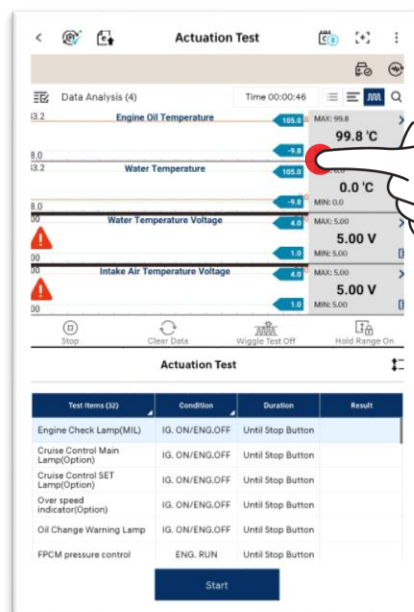 Actuation Test
Data Analysis (4)
Time 00:00:46
Engine Oil Temperature
105.0
MAX: 99.8
99.8 'C
-9.8
8.0
Water Temperature
105.0
0.0 'C
-9.8
MIN: 0.0
8.0
Water Temperature Voltage
4.0
MAX: 5.00
5.00 V
1.0
MIN: 5.00
Intake Air Temperature Voltage
4.0
MAX: 5.00
5.00 V
1.0
MIN: 5.00
Stop
Clear Data
Wiggle Test Off
Hold Range On
Actuation Test
Test Items (32)
Condition
Duration
Result
Engine Check Lamp(MIL)
IG. ON/ENG.OFF
Until Stop Button
Cruise Control Main
Lamp(Option)
IG. ON/ENG.OFF
Until Stop Button
Cruise Control SET
Lamp(Option)
IG. ON/ENG.OFF
Until Stop Button
Over speed
indicator(Option)
IG. ON/ENG.OFF
Until Stop Button
Oil Change Warning Lamp
IG. ON/ENG.OFF
Until Stop Button
FPCM pressure control
ENG. RUN
Until Stop Button
Start